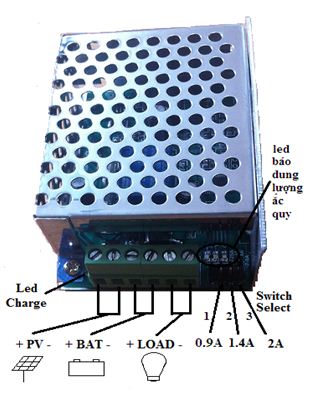 led
báo
dung
lượng
ác
quy
Led
Charge
Switch
Select
1 2 3
+ PV - + BAT - + LOAD - 0.9A 1.4A 2A